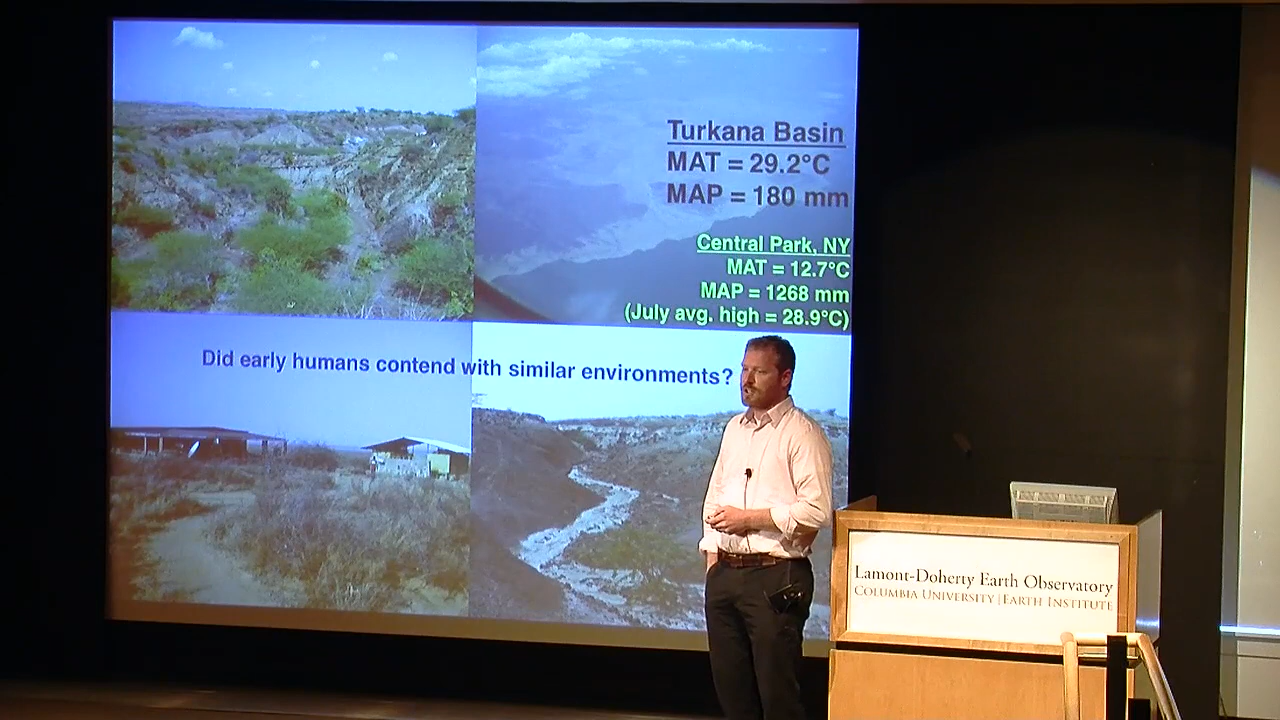 Turkana Basin
MAT = 29.2°C
MAP = 180 mm
Central Park, NY
MAT = 12.7°C
MAP = 1268 mm
(July avg. high = 28.9°C)
Did early humans contend with similar environments?
Lamont-Doherty Earth Observatory
COLUMBIA UNIVERSITY | EARTH INSTITUTE